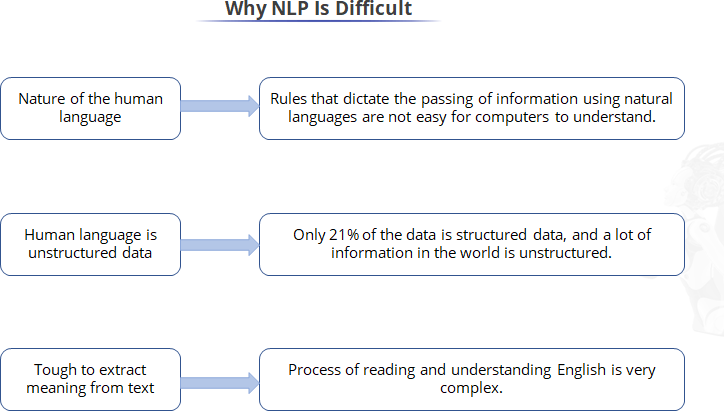 Why NLP Is Difficult
Nature of the human
language
Rules that dictate the passing of information using natural
languages are not easy for computers to understand.
Human language is
unstructured data
Only 21% of the data is structured data, and a lot of
information in the world is unstructured.
Tough to extract
meaning from text
Process of reading and understanding English is very
complex.